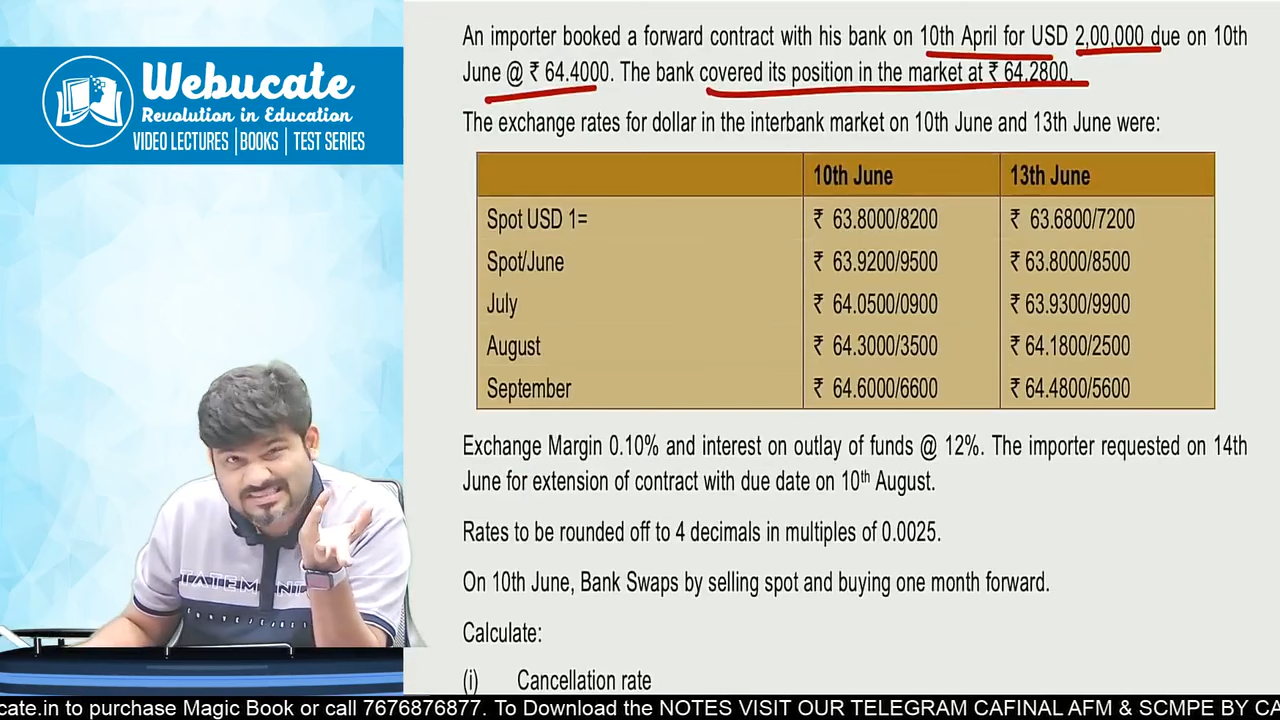 Webucate
Revolution in Education
VIDEO LECTURES | BOOKS | TEST SERIES
An importer booked a forward contract with his bank on 10th April for USD 2,00,000 due on 10th
June @ ₹ 64.4000. The bank covered its position in the market at ₹ 64.2800.
The exchange rates for dollar in the interbank market on 10th June and 13th June were:
10th June 13th June
Spot USD 1= ₹ 63.8000/8200 ₹ 63.6800/7200
Spot/June ₹ 63.9200/9500 ₹ 63.8000/8500
July ₹ 64.0500/0900 ₹ 63.9300/9900
August ₹ 64.3000/3500 ₹ 64.1800/2500
September ₹ 64.6000/6600 ₹ 64.4800/5600
Exchange Margin 0.10% and interest on outlay of funds @ 12%. The importer requested on 14th
June for extension of contract with due date on 10th August.
Rates to be rounded off to 4 decimals in multiples of 0.0025.
On 10th June, Bank Swaps by selling spot and buying one month forward.
Calculate:
(i) Cancellation rate
cate.in to purchase Magic Book or call 7676876877. To Download the NOTES VISIT OUR TELEGRAM CAFINAL AFM & SCMPE BY CA